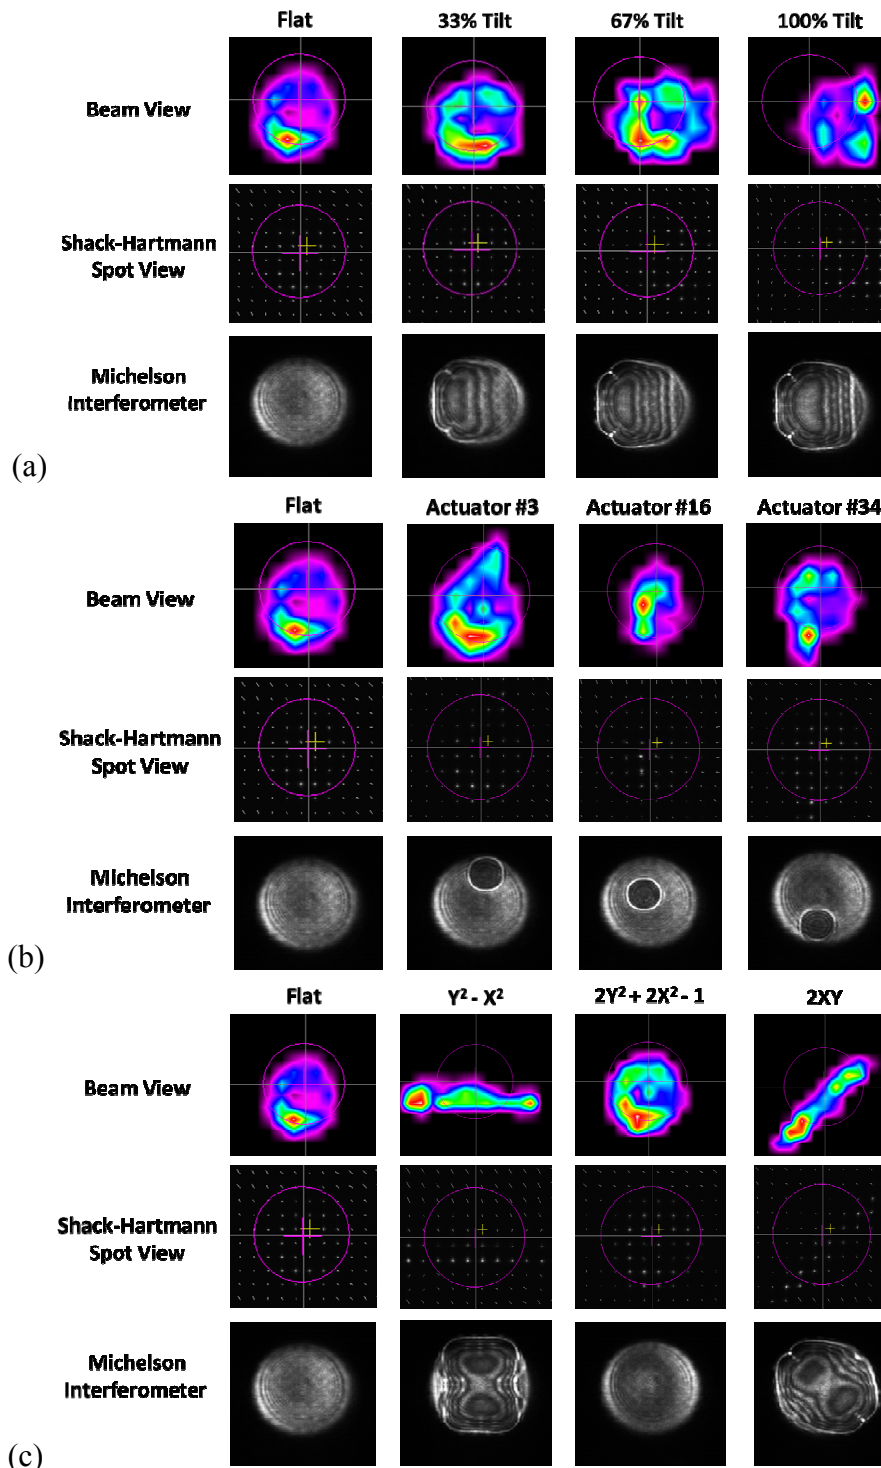 Flat 33% Tilt 67% Tilt 100% Tilt
Beam View
Shack-Hartmann
Spot View
Michelson
Interferometer
(a)
Flat Actuator #3 Actuator #16 Actuator #34
Beam View
Shack-Hartmann
Spot View
Michelson
Interferometer
(b)
Flat Y² - X² 2Y² + 2X² - 1 2XY
Beam View
Shack-Hartmann
Spot View
Michelson
Interferometer
(c)